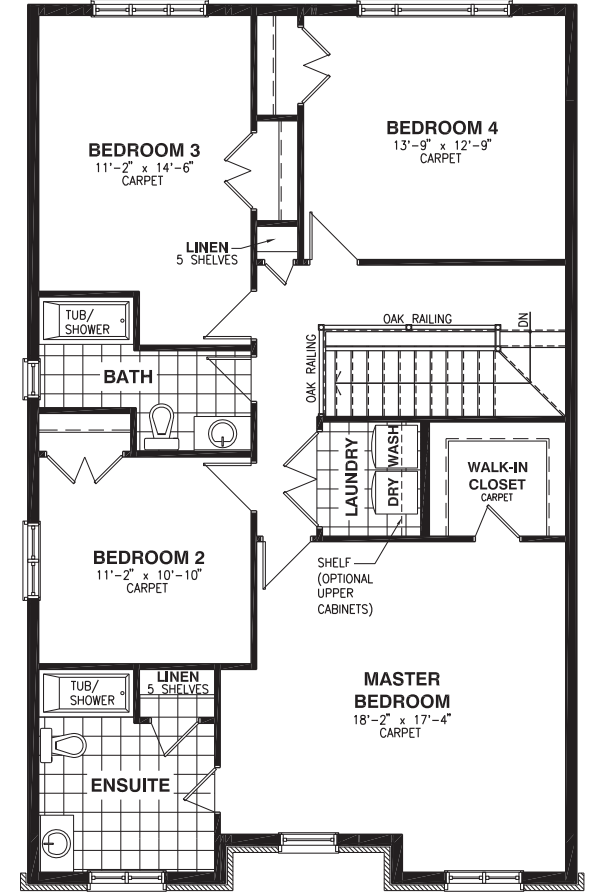 BEDROOM 3
11'-2" x 14'-6"
CARPET
BEDROOM 4
13'-9" x 12'-9"
CARPET
LINEN
5 SHELVES
TUB/
SHOWER
BATH
OAK RAILING
DN
OAK RAILING
LAUNDRY
WASH
DRY
WALK-IN
CLOSET
CARPET
BEDROOM 2
11'-2" x 10'-10"
CARPET
SHELF
(OPTIONAL
UPPER
CABINETS)
TUB/
SHOWER
LINEN
5 SHELVES
MASTER
BEDROOM
18'-2" x 17'-4"
CARPET
ENSUITE